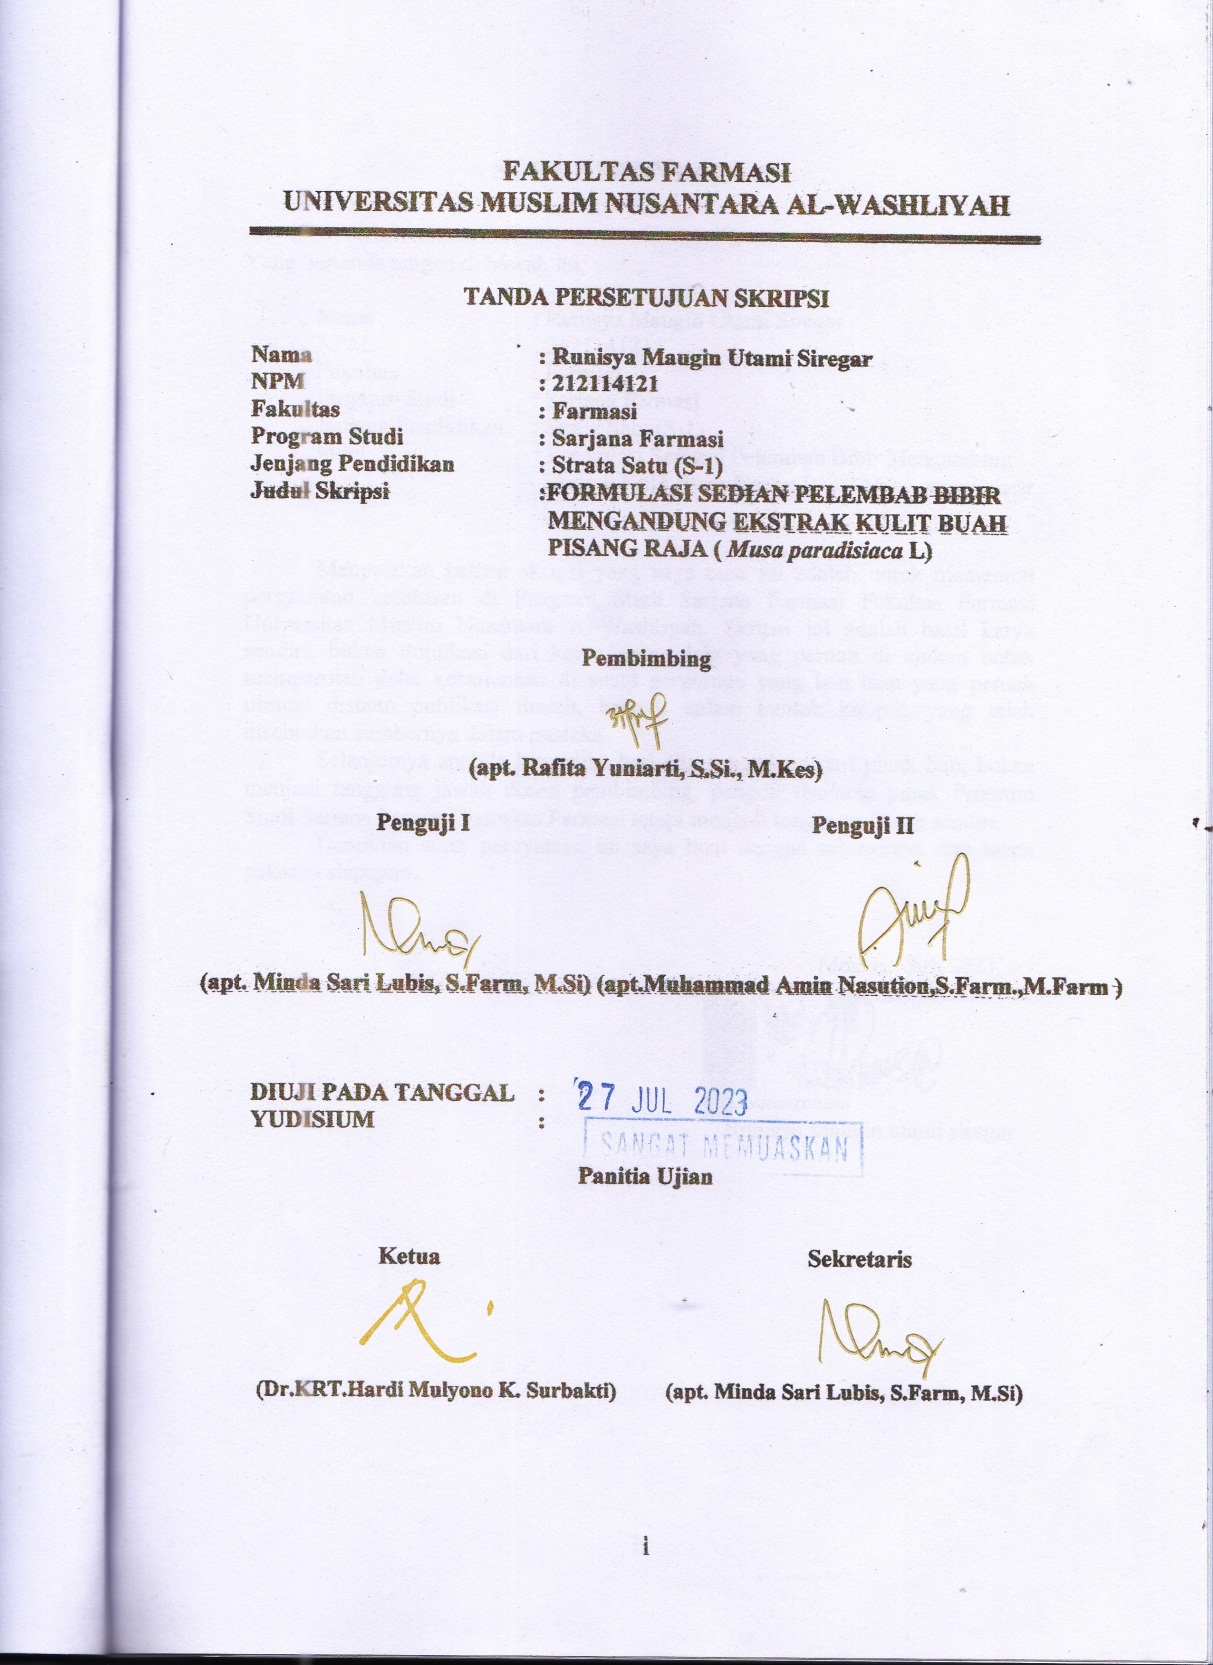 FAKULTAS FARMASI
UNIVERSITAS MUSLIM NUSANTARA AL-WASHLIYAH
TANDA PERSETUJUAN SKRIPSI
Nama : Runisya Maugin Utami Siregar
NPM : 212114121
Fakultas : Farmasi
Program Studi : Sarjana Farmasi
Jenjang Pendidikan : Strata Satu (S-1)
Judul Skripsi :FORMULASI SEDIAN PELEMBAB BIBIR
MENGANDUNG EKSTRAK KULIT BUAH
PISANG RAJA ( Musa paradisiaca L)
Pembimbing
(apt. Rafita Yuniarti, S.Si., M.Kes)
Penguji I Penguji II
(apt. Minda Sari Lubis, S.Farm, M.Si) (apt.Muhammad Amin Nasution,S.Farm.,M.Farm )
DIUJI PADA TANGGAL : 27 JUL 2023
YUDISIUM :
SANGAT MEMUASKAN
Panitia Ujian
Ketua Sekretaris
(Dr.KRT.Hardi Mulyono K. Surbakti) (apt. Minda Sari Lubis, S.Farm, M.Si)
i